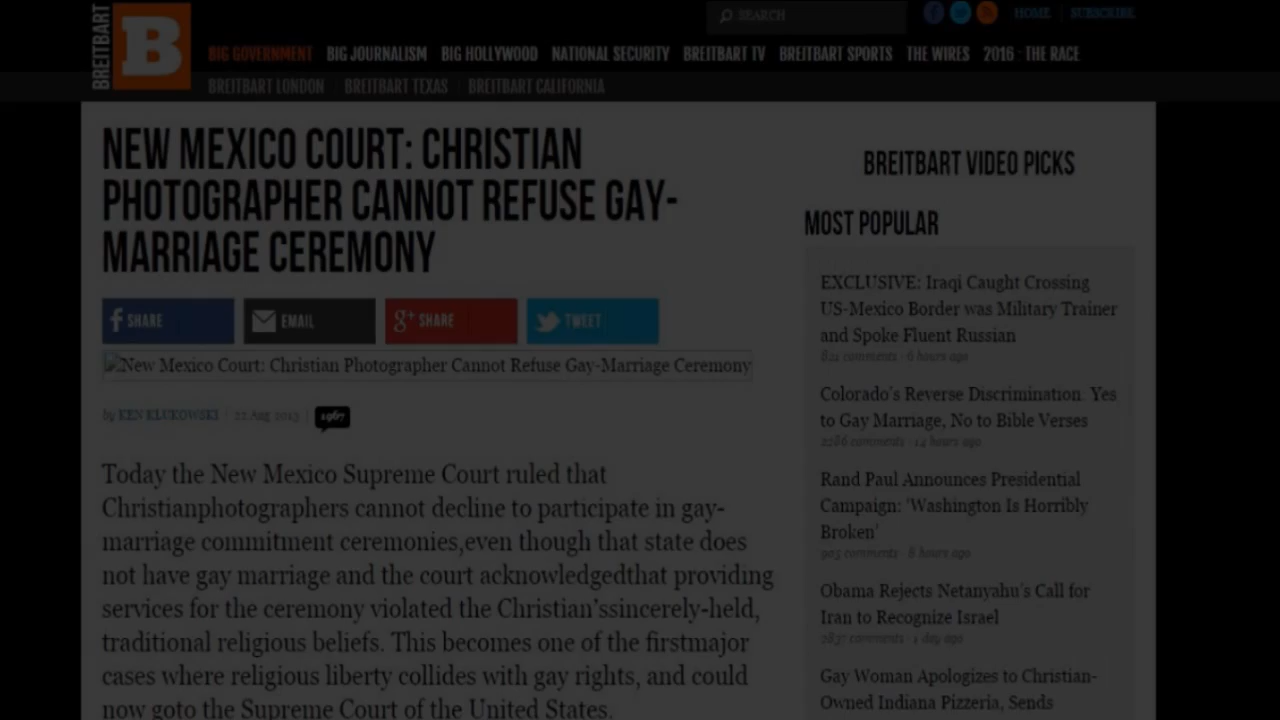 BREITBART
B
SEARCH
HOME
SUBSCRIBE
BIG GOVERNMENT BIG JOURNALISM BIG HOLLYWOOD NATIONAL SECURITY BREITBART TV BREITBART SPORTS THE WIRES 2016 - THE RACE
BREITBART LONDON BREITBART TEXAS BREITBART CALIFORNIA
NEW MEXICO COURT: CHRISTIAN
PHOTOGRAPHER CANNOT REFUSE GAY-
MARRIAGE CEREMONY
SHARE EMAIL SHARE TWEET
New Mexico Court: Christian Photographer Cannot Refuse Gay-Marriage Ceremony
by KEN KLUKOWSKI 22 Aug 2013 1967
Today the New Mexico Supreme Court ruled that
Christianphotographers cannot decline to participate in gay-
marriage commitment ceremonies,even though that state does
not have gay marriage and the court acknowledgedthat providing
services for the ceremony violated the Christian'ssincerely-held,
traditional religious beliefs. This becomes one of the firstmajor
cases where religious liberty collides with gay rights, and could
now goto the Supreme Court of the United States.
BREITBART VIDEO PICKS
MOST POPULAR
EXCLUSIVE: Iraqi Caught Crossing
US-Mexico Border was Military Trainer
and Spoke Fluent Russian
comments · 6 hours ago
Colorado's Reverse Discrimination. Yes
to Gay Marriage, No to Bible Verses
2286 comments · 14 hours ago
Rand Paul Announces Presidential
Campaign: 'Washington Is Horribly
Broken'
905 comments · 8 hours ago
Obama Rejects Netanyahu's Call for
Iran to Recognize Israel
2837 comments · 1 day ago
Gay Woman Apologizes to Christian-
Owned Indiana Pizzeria, Sends